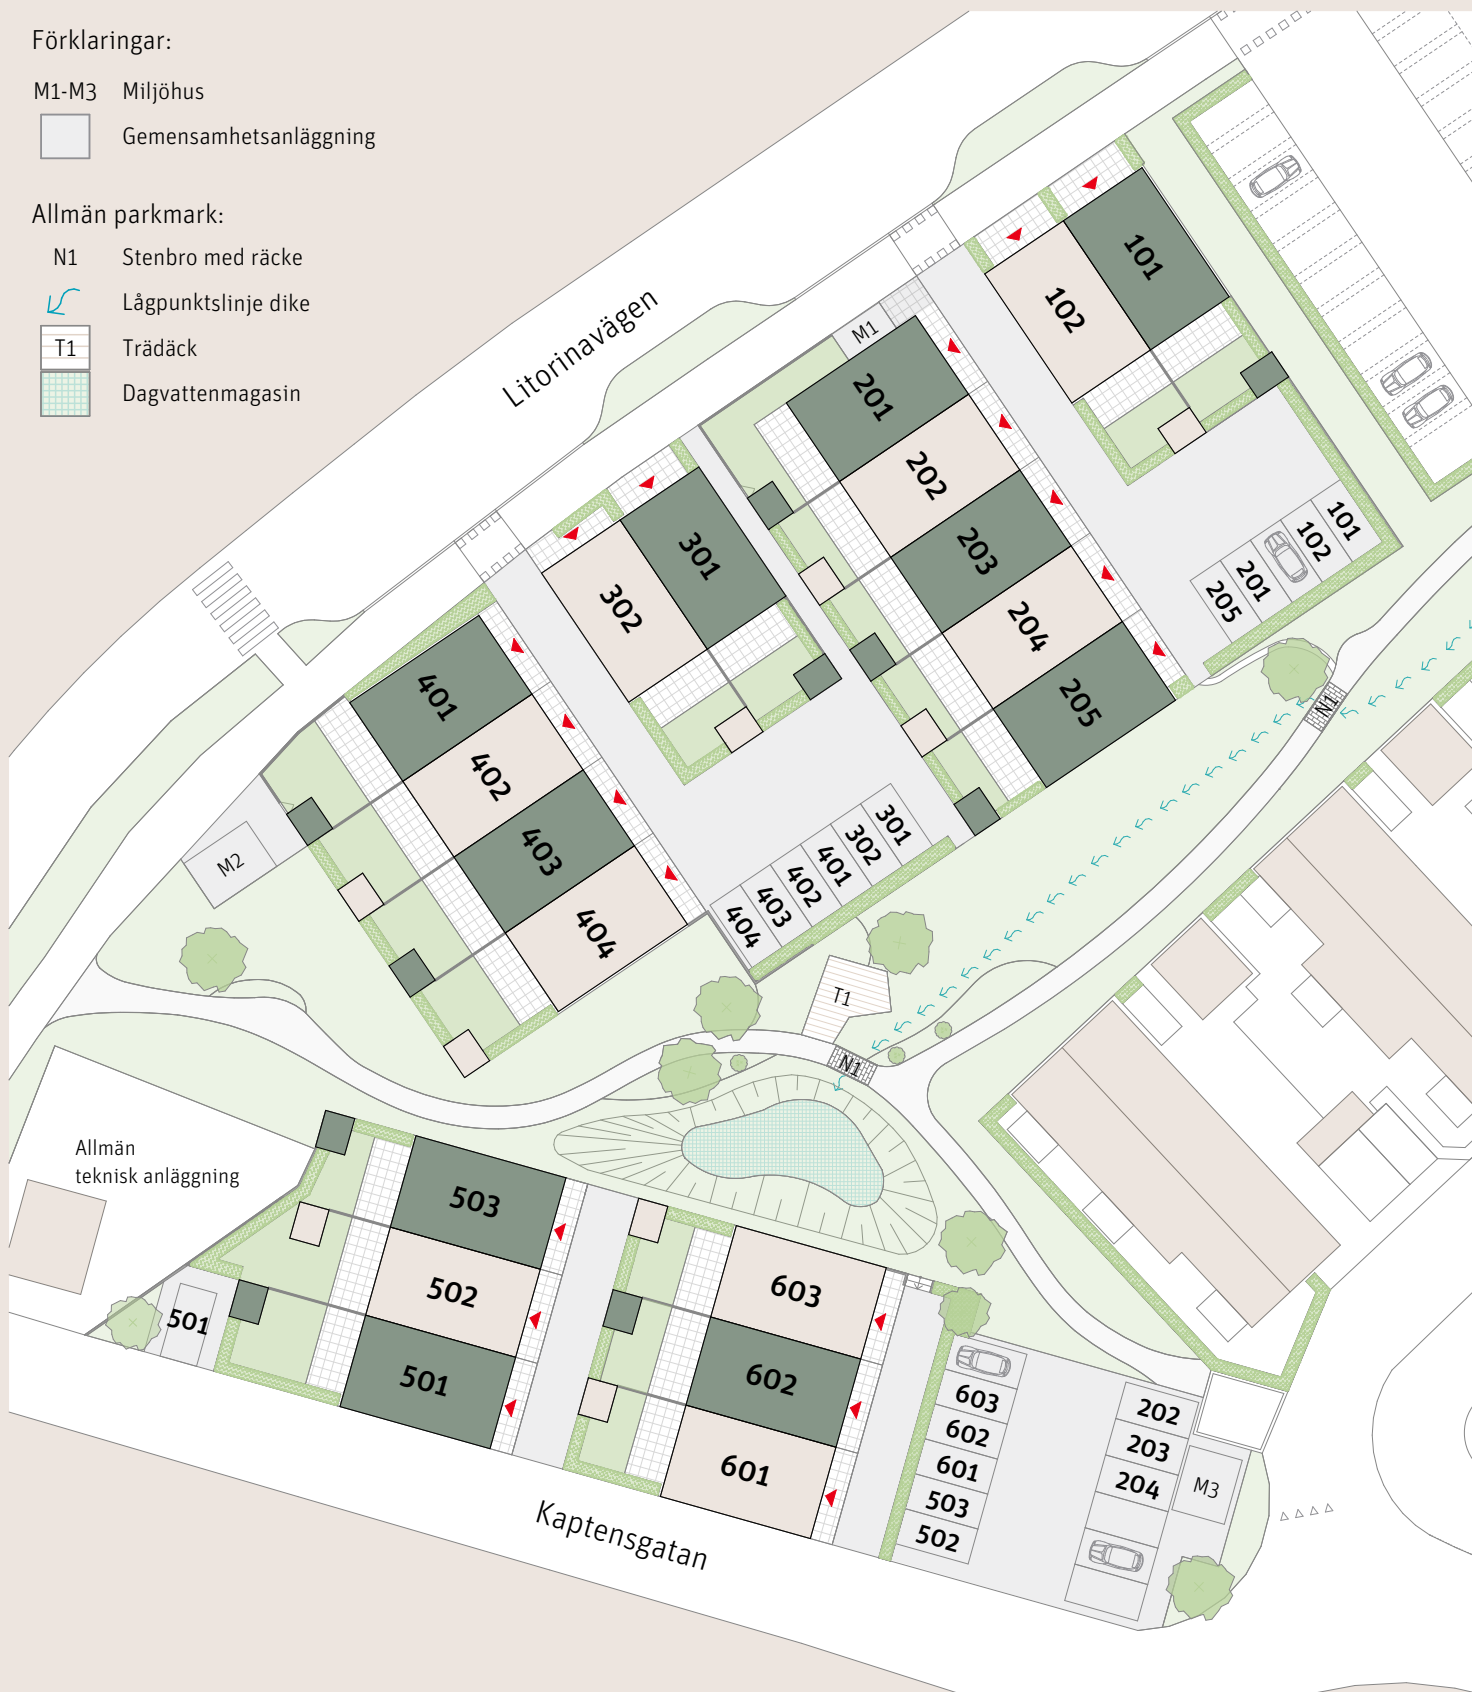 Förklaringar:
M1-M3 Miljöhus
Gemensamhetsanläggning
Allmän parkmark:
N1 Stenbro med räcke
Lågpunktslinje dike
T1 Trädäck
Dagvattenmagasin
Litorinavägen
101
102
M1
201
202
203
204
205
101
102
201
205
301
302
401
402
403
404
301
302
401
402
403
404
M2
N1
T1
N1
Allmän
teknisk anläggning
503
502
501
501
603
602
601
603
602
601
503
502
202
203
204
M3
Kaptensgatan